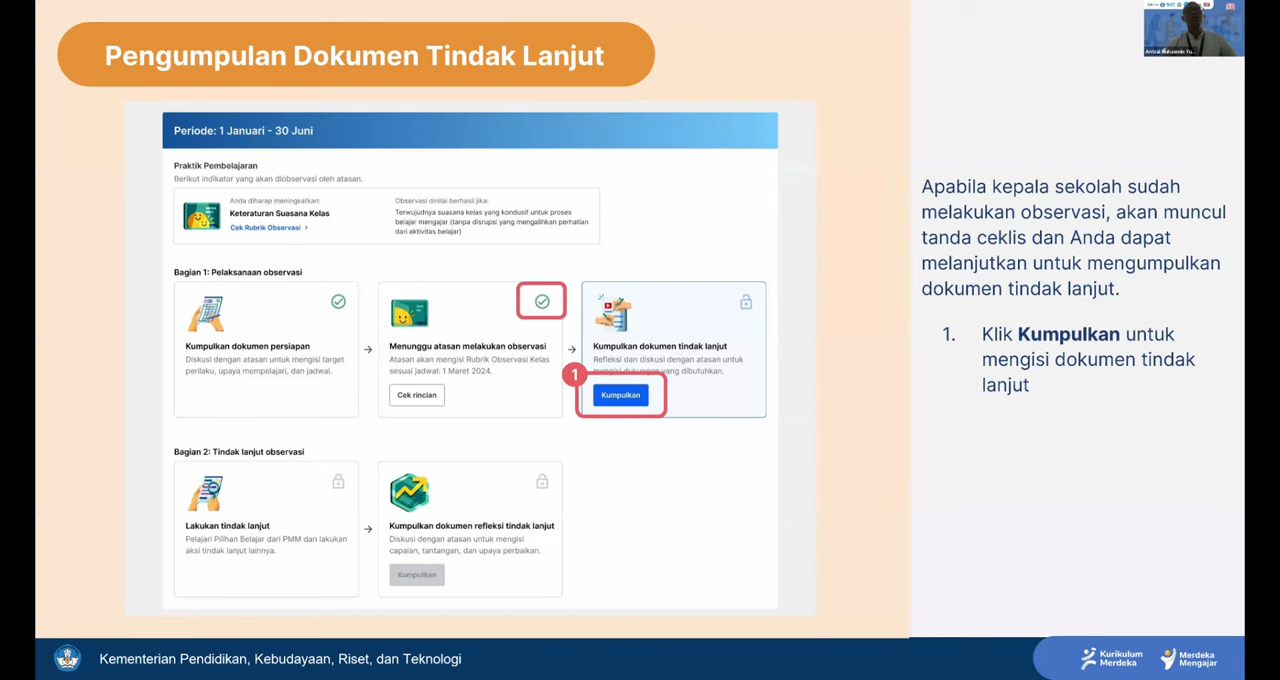 Pengumpulan Dokumen Tindak Lanjut
Periode: 1 Januari - 30 Juni
Praktik Pembelajaran
Berikut indikator yang akan diobservasi oleh atasan.
Anda diharap meningkatkan:
Keteraturan Suasana Kelas
Cek Rubrik Observasi
Observasi dinilai berhasil jika:
Terwujudnya suasana kelas yang kondusif untuk proses
belajar mengajar (tanpa disrupsi yang mengalihkan perhatian
dari aktivitas belajar)
Bagian 1: Pelaksanaan observasi
Kumpulkan dokumen persiapan
Diskusi dengan atasan untuk mengisi target
perilaku, upaya mempelajari, dan jadwal.
Menunggu atasan melakukan observasi
Atasan akan mengisi Rubrik Observasi Kelas
sesuai jadwal: 1 Maret 2024.
Cek rincian
Kumpulkan dokumen tindak lanjut
Refleksi dan diskusi dengan atasan untuk
mengisi dukungan yang dibutuhkan.
1
Kumpulkan
Bagian 2: Tindak lanjut observasi
Lakukan tindak lanjut
Pelajari Pilihan Belajar dari PMM dan lakukan
aksi tindak lanjut lainnya.
Kumpulkan dokumen refleksi tindak lanjut
Diskusi dengan atasan untuk mengisi
capaian, tantangan, dan upaya perbaikan.
Kumpulkan
Apabila kepala sekolah sudah
melakukan observasi, akan muncul
tanda ceklis dan Anda dapat
melanjutkan untuk mengumpulkan
dokumen tindak lanjut.
1. Klik Kumpulkan untuk
mengisi dokumen tindak
lanjut
Kementerian Pendidikan, Kebudayaan, Riset, dan Teknologi
Kurikulum
Merdeka
Merdeka
Mengajar